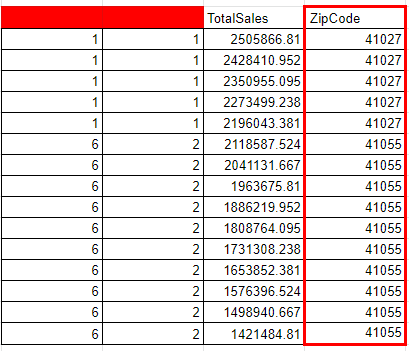 TotalSales ZipCode
1 1 2505866.81 41027
1 1 2428410.952 41027
1 1 2350955.095 41027
1 1 2273499.238 41027
1 1 2196043.381 41027
6 2 2118587.524 41055
6 2 2041131.667 41055
6 2 1963675.81 41055
6 2 1886219.952 41055
6 2 1808764.095 41055
6 2 1731308.238 41055
6 2 1653852.381 41055
6 2 1576396.524 41055
6 2 1498940.667 41055
6 2 1421484.81 41055